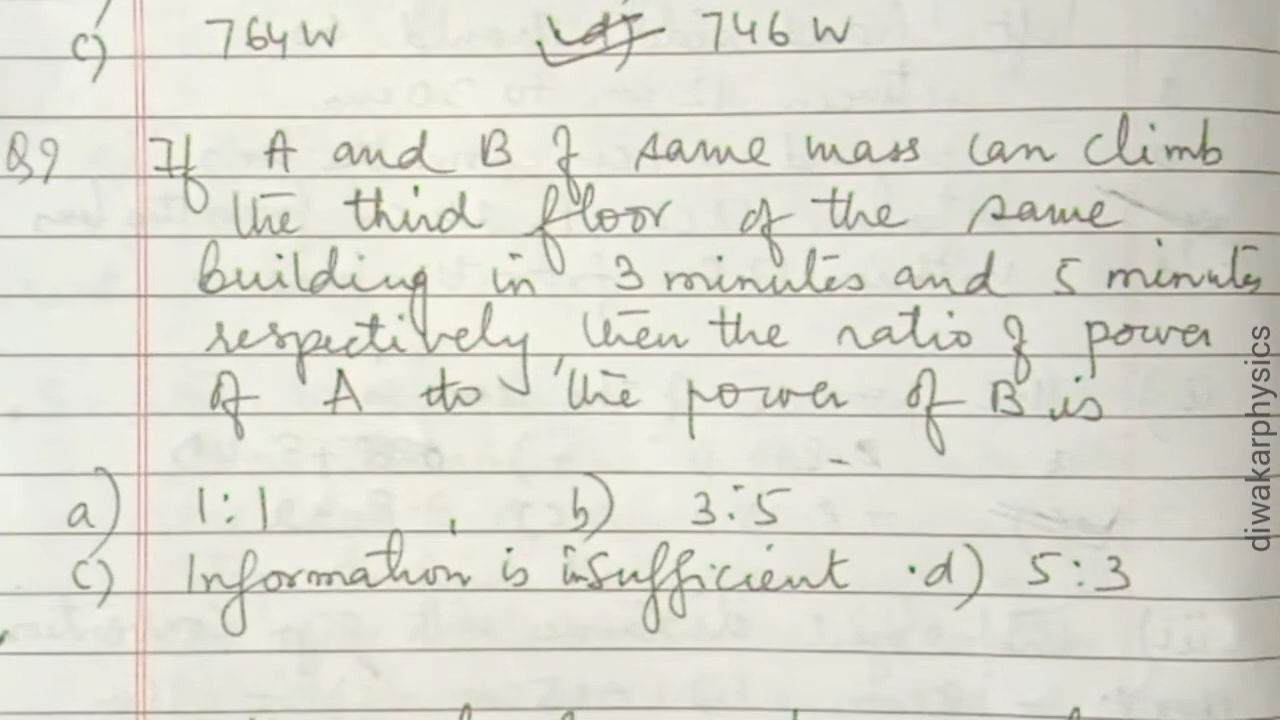 c) 764W d) 746 W
Q9 If A and B of same mass can climb
the third floor of the same
building in 3 minutes and 5 minutes
respectively, then the ratio of power
of A to the power of B is
a) 1:1 b) 3:5
c) Information is insufficient d) 5:3
diwakarphysics